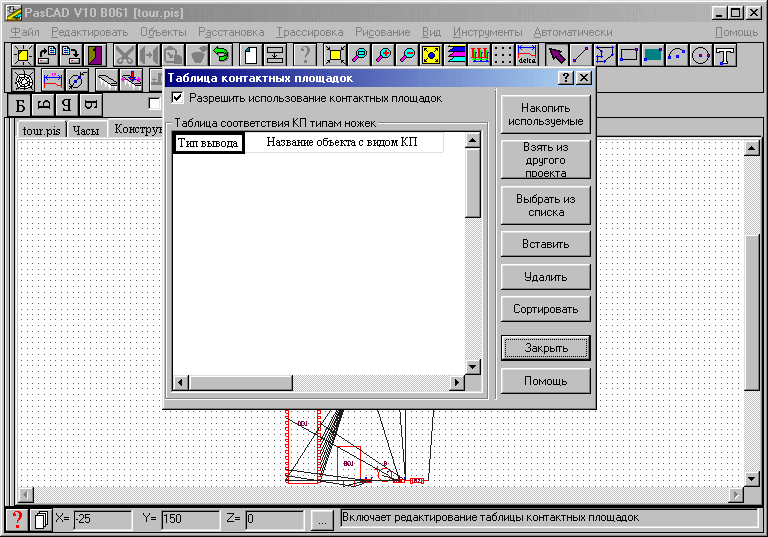 PasCAD V10 B061 [tour.pis]
Файл Редактировать Объекты Расстановка Трассировка Рисование Вид Инструменты Автоматически Помощь
delta
Б
Таблица контактных площадок
Разрешить использование контактных площадок
Таблица соответствия КП типам ножек
Тип вывода Название объекта с видом КП
Накопить используемые
Взять из другого проекта
Выбрать из списка
Вставить
Удалить
Сортировать
Закрыть
Помощь
tour.pis Часы Конструк
X= -25 Y= 150 Z= 0 ... Включает редактирование таблицы контактных площадок